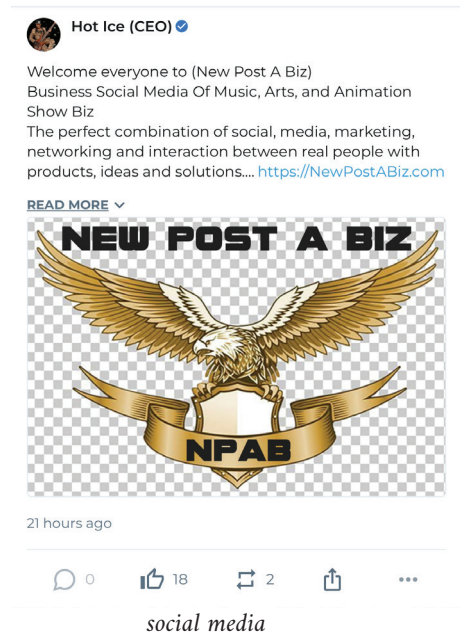 Hot Ice (CEO)
Welcome everyone to (New Post A Biz)
Business Social Media Of Music, Arts, and Animation
Show Biz
The perfect combination of social, media, marketing,
networking and interaction between real people with
products, ideas and solutions.... https://NewPostABiz.com
READ MORE
NEW POST A BIZ
NPAB
21 hours ago
0 18 2
social media